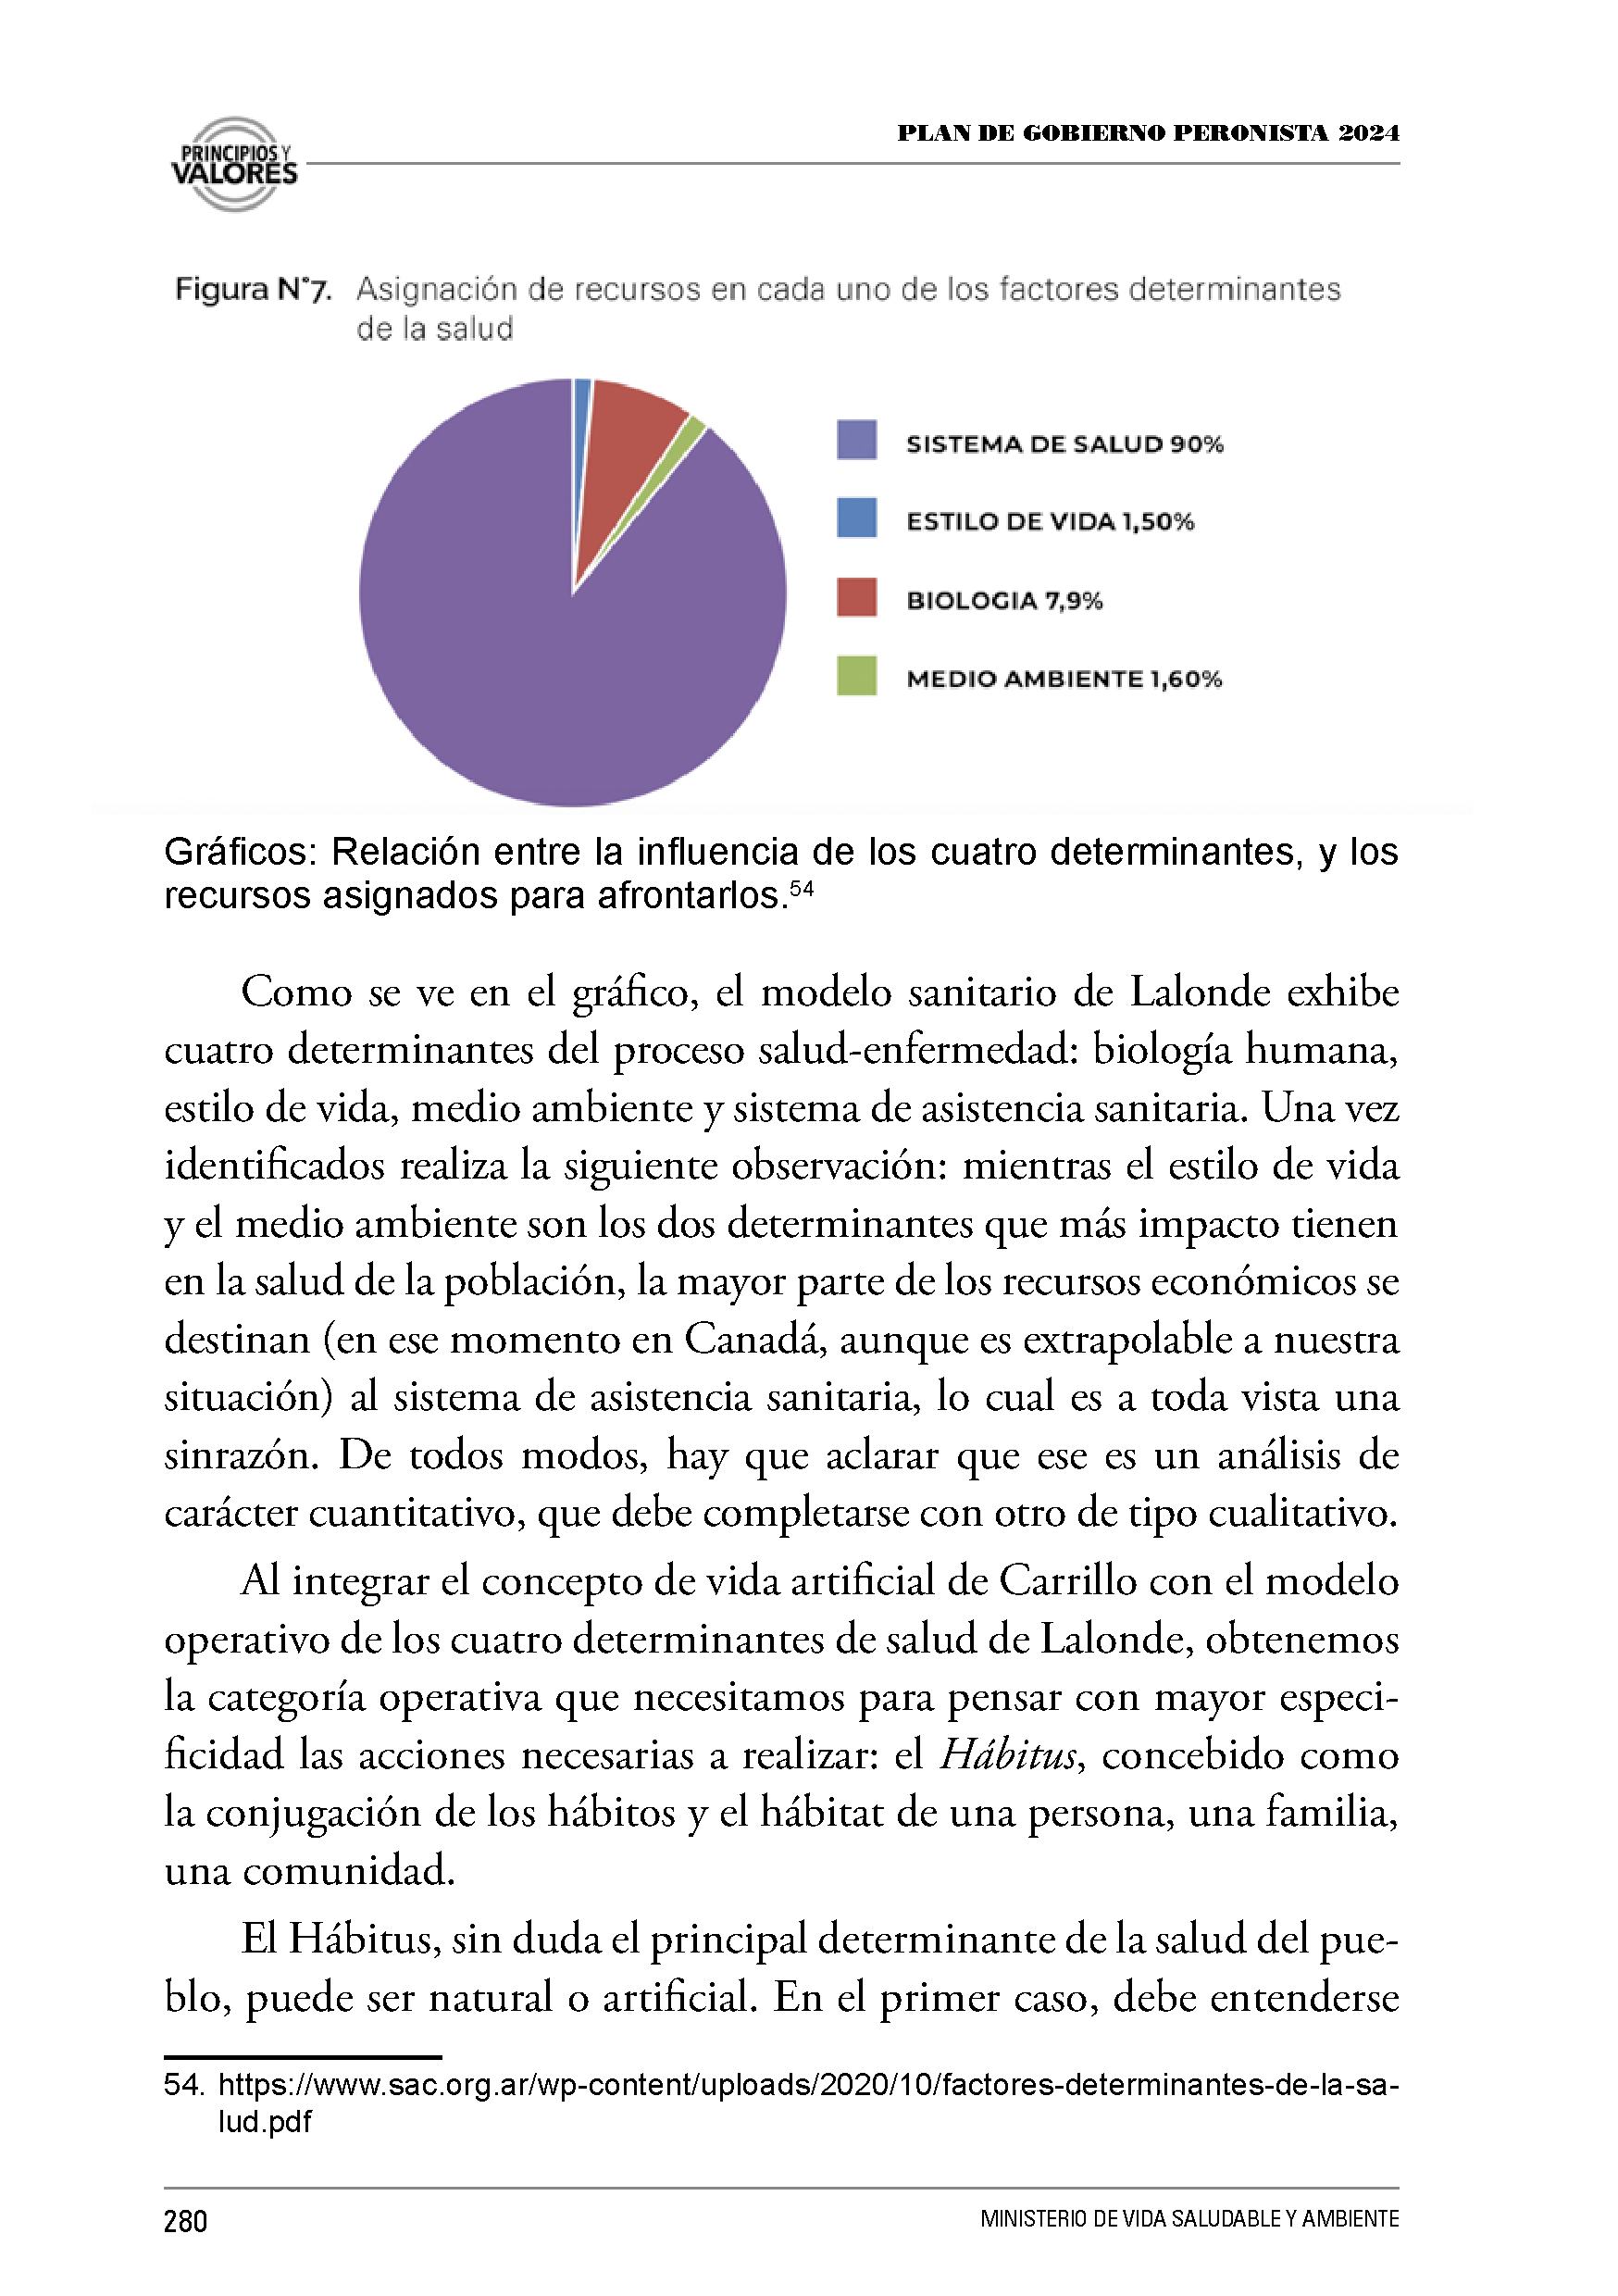 PLAN DE GOBIERNO PERONISTA 2024
PRINCIPIOS Y
VALORES
Figura N°7. Asignación de recursos en cada uno de los factores determinantes
de la salud
SISTEMA DE SALUD 90%
ESTILO DE VIDA 1,50%
BIOLOGIA 7,9%
MEDIO AMBIENTE 1,60%
Gráficos: Relación entre la influencia de los cuatro determinantes, y los
recursos asignados para afrontarlos.54
Como se ve en el gráfico, el modelo sanitario de Lalonde exhibe
cuatro determinantes del proceso salud-enfermedad: biología humana,
estilo de vida, medio ambiente y sistema de asistencia sanitaria. Una vez
identificados realiza la siguiente observación: mientras el estilo de vida
y el medio ambiente son los dos determinantes que más impacto tienen
en la salud de la población, la mayor parte de los recursos económicos se
destinan (en ese momento en Canadá, aunque es extrapolable a nuestra
situación) al sistema de asistencia sanitaria, lo cual es a toda vista una
sinrazón. De todos modos, hay que aclarar que ese es un análisis de
carácter cuantitativo, que debe completarse con otro de tipo cualitativo.
Al integrar el concepto de vida artificial de Carrillo con el modelo
operativo de los cuatro determinantes de salud de Lalonde, obtenemos
la categoría operativa que necesitamos para pensar con mayor especi-
ficidad las acciones necesarias a realizar: el Hábitus, concebido como
la conjugación de los hábitos y el hábitat de una persona, una familia,
una comunidad.
El Hábitus, sin duda el principal determinante de la salud del pue-
blo, puede ser natural o artificial. En el primer caso, debe entenderse
54. https://www.sac.org.ar/wp-content/uploads/2020/10/factores-determinantes-de-la-sa-
lud.pdf
280
MINISTERIO DE VIDA SALUDABLE Y AMBIENTE